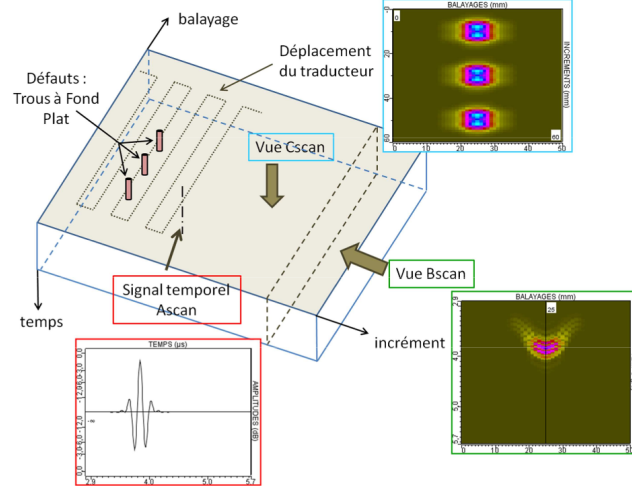 balayage
Déplacement
du traducteur
Défauts :
Trous à Fond
Plat
Vue Cscan
Vue Bscan
Signal temporel
Ascan
temps
incrément
BALAYAGES (mm)
0
60
INCREMENTS (mm)
0 10 20 30 40 50
BALAYAGES (mm)
25
2,9
4,0
5,0
5,7
0 10 20 30 40 50
TEMPS (µs)
AMPLITUDES (dB)
2.9 4.0 5.0 5.7